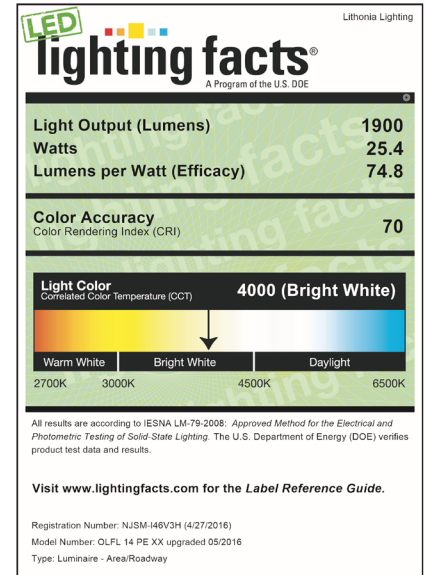 Lithonia Lighting
LED
lighting facts®
A Program of the U.S. DOE
Light Output (Lumens) 1900
Watts 25.4
Lumens per Watt (Efficacy) 74.8
Color Accuracy
Color Rendering Index (CRI) 70
Light Color
Correlated Color Temperature (CCT) 4000 (Bright White)
Warm White Bright White Daylight
2700K 3000K 4500K 6500K
All results are according to IESNA LM-79-2008: Approved Method for the Electrical and
Photometric Testing of Solid-State Lighting. The U.S. Department of Energy (DOE) verifies
product test data and results.
Visit www.lightingfacts.com for the Label Reference Guide.
Registration Number: NJSM-I46V3H (4/27/2016)
Model Number: OLFL 14 PE XX upgraded 05/2016
Type: Luminaire - Area/Roadway